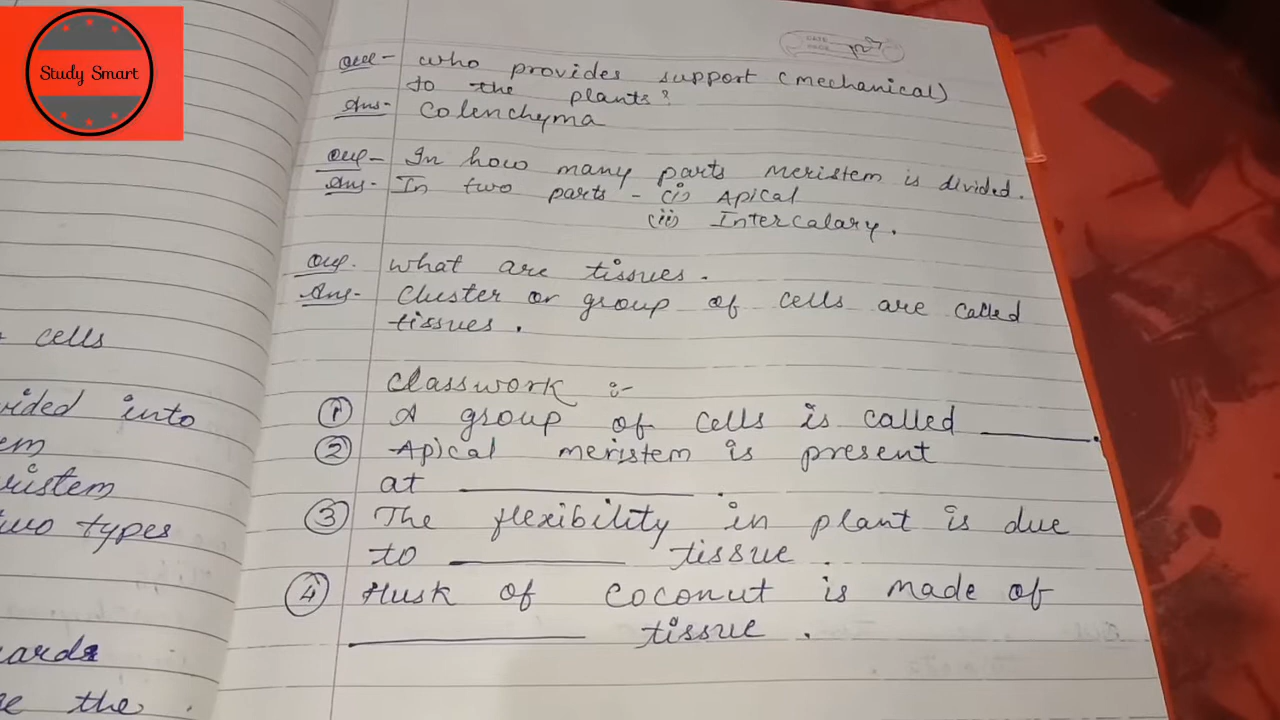 Study Smart
DATE
PAGE
Que- who provides support (mechanical)
to the plants?
Ans- Colenchyma
Que- In how many parts meristem is divided.
Ans- In two parts - (i) Apical
(ii) Intercalary.
Que. What are tissues.
Ans- Cluster or group of cells are called
tissues.
cells
vided into
em
ristem
two types
ards
the
Classwork :-
① A group of cells is called ______.
② Apical meristem is present
at ______.
③ The flexibility in plant is due
to ______ tissue.
④ Husk of coconut is made of
______ tissue.